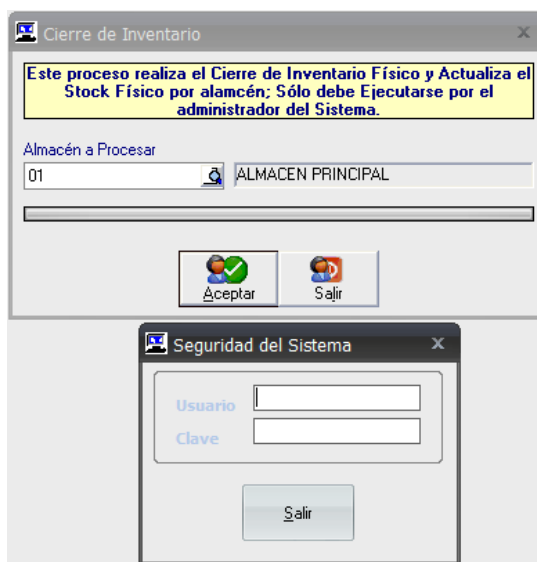 Cierre de Inventario
x
Este proceso realiza el Cierre de Inventario Físico y Actualiza el
Stock Físico por alamcén; Sólo debe Ejecutarse por el
administrador del Sistema.
Almacén a Procesar
01 ALMACEN PRINCIPAL
Aceptar Salir
Seguridad del Sistema x
Usuario
Clave
Salir